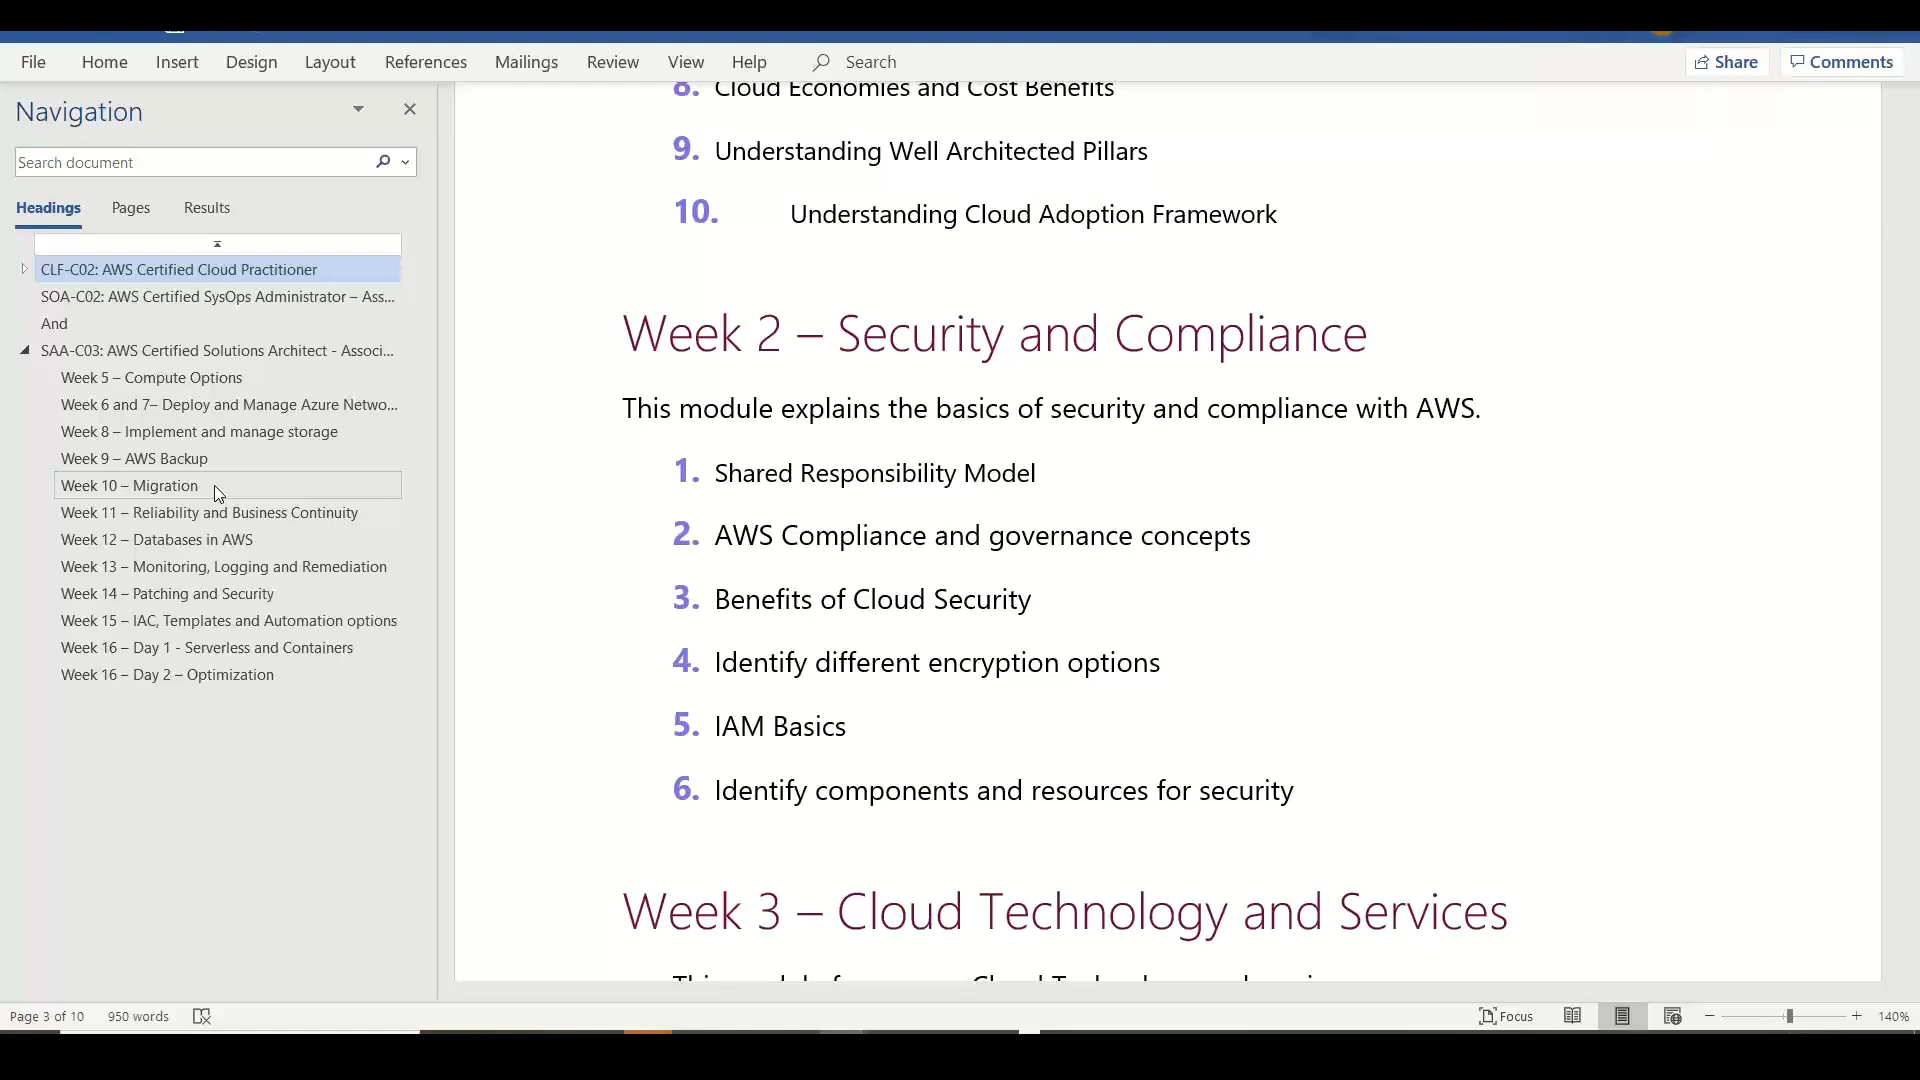 File Home Insert Design Layout References Mailings Review View Help Search Share Comments
Navigation
Search document
Headings Pages Results
CLF-C02: AWS Certified Cloud Practitioner
SOA-C02: AWS Certified SysOps Administrator – Ass...
And
SAA-C03: AWS Certified Solutions Architect - Associ...
Week 5 – Compute Options
Week 6 and 7– Deploy and Manage Azure Netwo...
Week 8 – Implement and manage storage
Week 9 – AWS Backup
Week 10 – Migration
Week 11 – Reliability and Business Continuity
Week 12 – Databases in AWS
Week 13 – Monitoring, Logging and Remediation
Week 14 – Patching and Security
Week 15 – IAC, Templates and Automation options
Week 16 – Day 1 - Serverless and Containers
Week 16 – Day 2 – Optimization
8. Cloud Economies and Cost Benefits
9. Understanding Well Architected Pillars
10. Understanding Cloud Adoption Framework
Week 2 – Security and Compliance
This module explains the basics of security and compliance with AWS.
1. Shared Responsibility Model
2. AWS Compliance and governance concepts
3. Benefits of Cloud Security
4. Identify different encryption options
5. IAM Basics
6. Identify components and resources for security
Week 3 – Cloud Technology and Services
Page 3 of 10 950 words Focus 140%